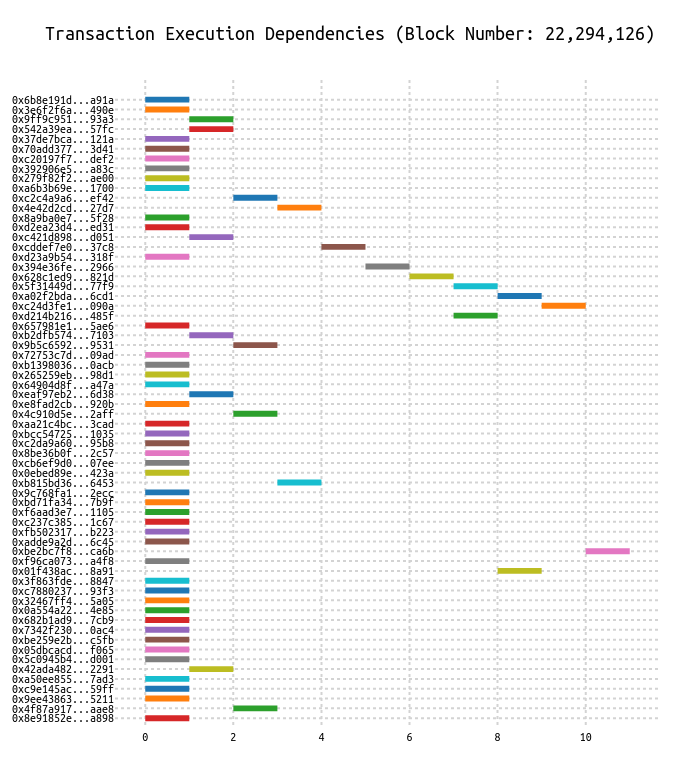 Transaction Execution Dependencies (Block Number: 22,294,126)
0x6b8e191d...a91a
0x3e6f2f6a...490e
0x9ff9c951...93a3
0x542a39ea...57fc
0x37de7bca...121a
0x70add377...3d41
0xc20197f7...def2
0x392906e5...a83c
0x279f82f2...ae00
0xa6b3b69e...1700
0xc2c4a9a6...ef42
0x4e42d2cd...27d7
0x8a9ba0e7...5f28
0xd2ea23d4...ed31
0xc421d898...d051
0xcddef7e0...37c8
0xd23a9b54...318f
0x394e36fe...2966
0x628c1ed9...821d
0x5f31449d...77f9
0xa02f2bda...6cd1
0xc24d3fe1...090a
0xd214b216...485f
0x657981e1...5ae6
0xb2dfb574...7103
0x9b5c6592...9531
0x72753c7d...09ad
0xb1398036...0acb
0x265259eb...98d1
0x64904d8f...a47a
0xeaf97eb2...6d38
0xe8fad2cb...920b
0x4c910d5e...2aff
0xaa21c4bc...3cad
0xbcc54725...1035
0xc2da9a60...95b8
0x8be36b0f...2c57
0xcb6ef9d0...07ee
0x0ebed89e...423a
0xb815bd36...6453
0x9c768fa1...2ecc
0xbd71fa34...7b9f
0xf6aad3e7...1105
0xc237c385...1c67
0xfb502317...b223
0xadde9a2d...6c45
0xbe2bc7f8...ca6b
0xf96ca073...a4f8
0x01f438ac...8a91
0x3f863fde...8847
0xc7880237...93f3
0x32467ff4...5a05
0x0a554a22...4e85
0x682b1ad9...7cb9
0x7342f230...0ac4
0xbe259e2b...c5fb
0x05dbcacd...f065
0x5c0945b4...d001
0x42ada482...2291
0xa50ee855...7ad3
0xc9e145ac...59ff
0x9ee43863...5211
0x4f87a917...aae8
0x8e91852e...a898
0 2 4 6 8 10